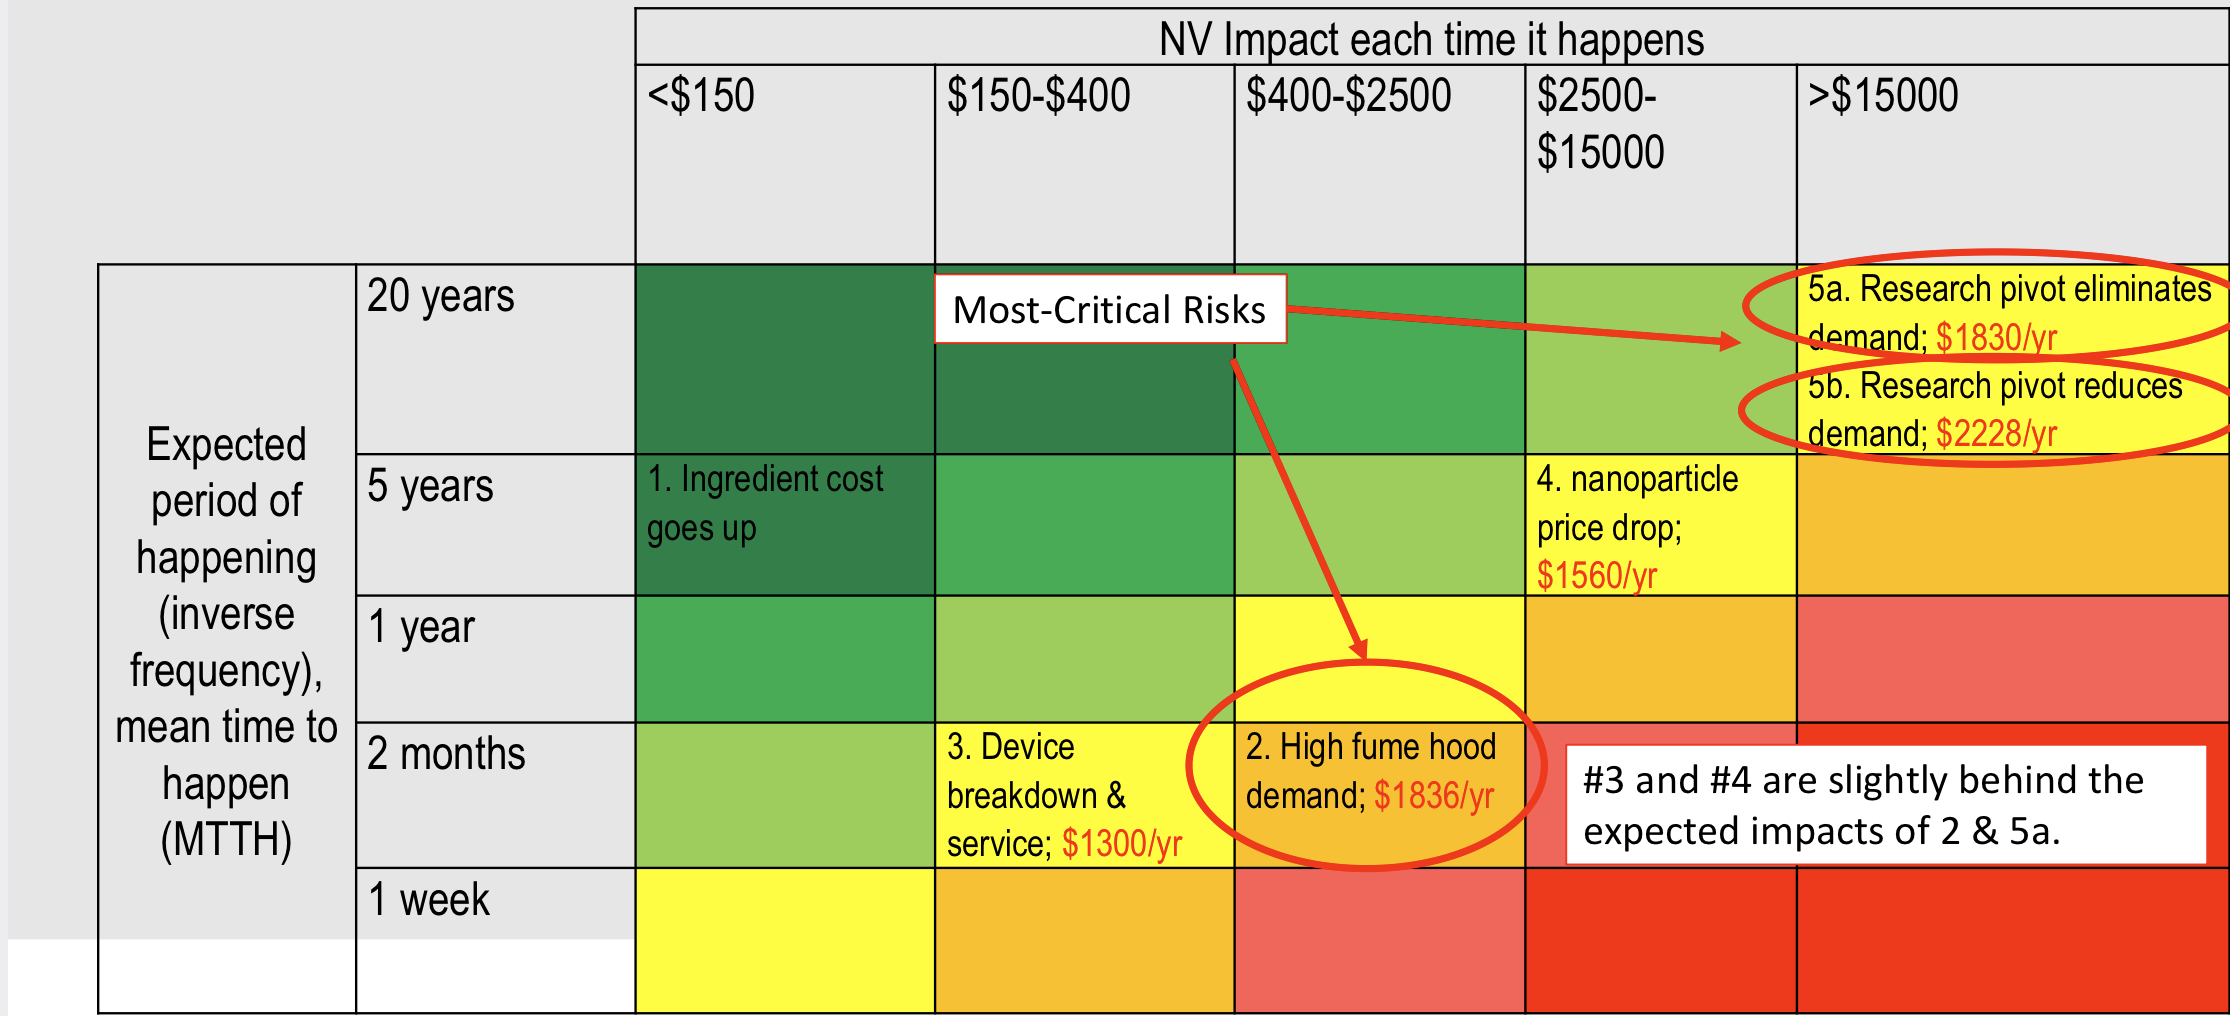 NV Impact each time it happens
<$150
$150-$400
$400-$2500
$2500-
$15000
>$15000
Expected
period of
happening
(inverse
frequency),
mean time to
happen
(MTTH)
20 years
Most-Critical Risks
5a. Research pivot eliminates
demand; $1830/yr
5b. Research pivot reduces
demand; $2228/yr
5 years
1. Ingredient cost
goes up
4. nanoparticle
price drop;
$1560/yr
1 year
2 months
3. Device
breakdown &
service; $1300/yr
2. High fume hood
demand; $1836/yr
#3 and #4 are slightly behind the
expected impacts of 2 & 5a.
1 week